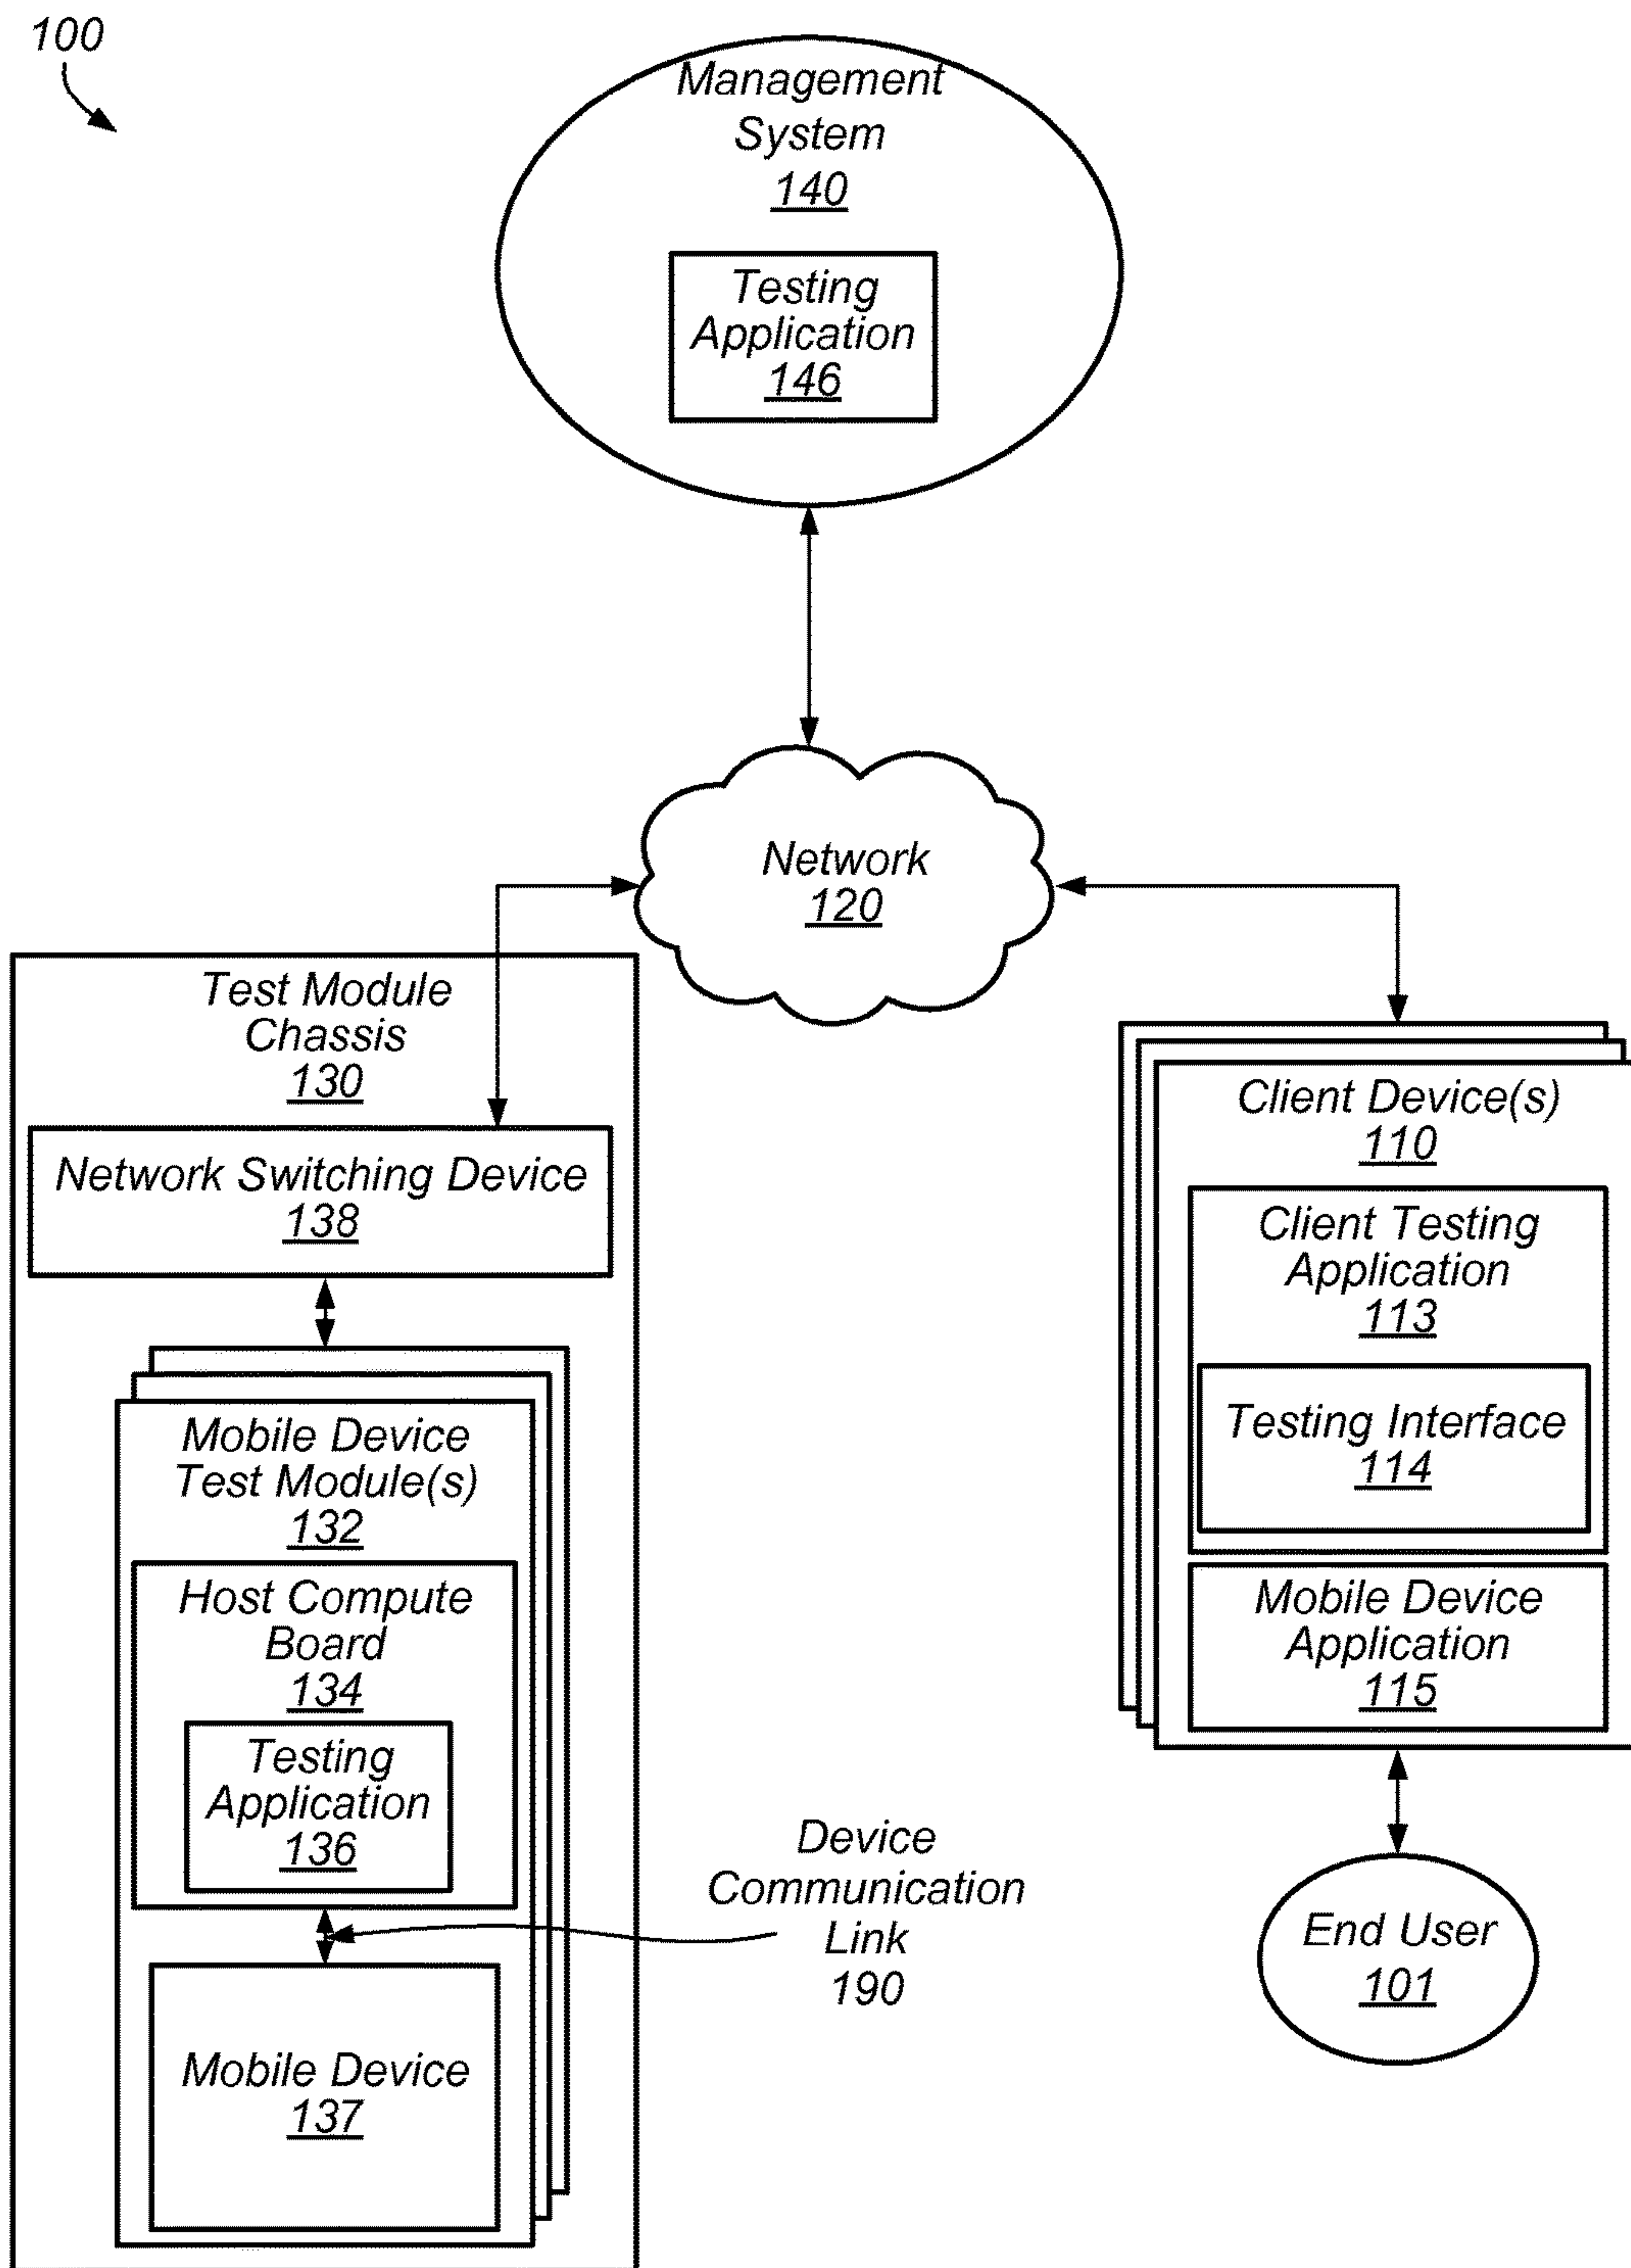 100
Management
System
140
Testing
Application
146
Network
120
Test Module
Chassis
130
Network Switching Device
138
Mobile Device
Test Module(s)
132
Host Compute
Board
134
Testing
Application
136
Mobile Device
137
Device
Communication
Link
190
Client Device(s)
110
Client Testing
Application
113
Testing Interface
114
Mobile Device
Application
115
End User
101